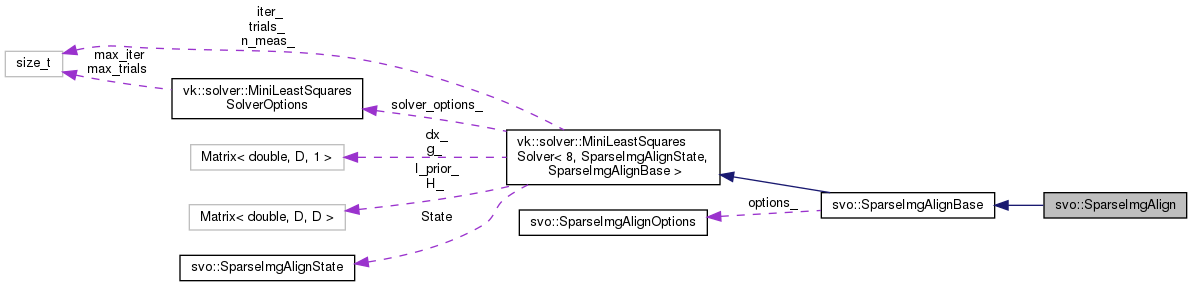 iter_
trials_
n_meas_
size_t
max_iter
max_trials
vk::solver::MiniLeastSquares
SolverOptions
solver_options_
dx_
g_
Matrix< double, D, 1 >
vk::solver::MiniLeastSquares
Solver< 8, SparseImgAlignState,
SparseImgAlignBase >
I_prior_
H_
Matrix< double, D, D >
State
svo::SparseImgAlignOptions
options_
svo::SparseImgAlignBase
svo::SparseImgAlign
svo::SparseImgAlignState